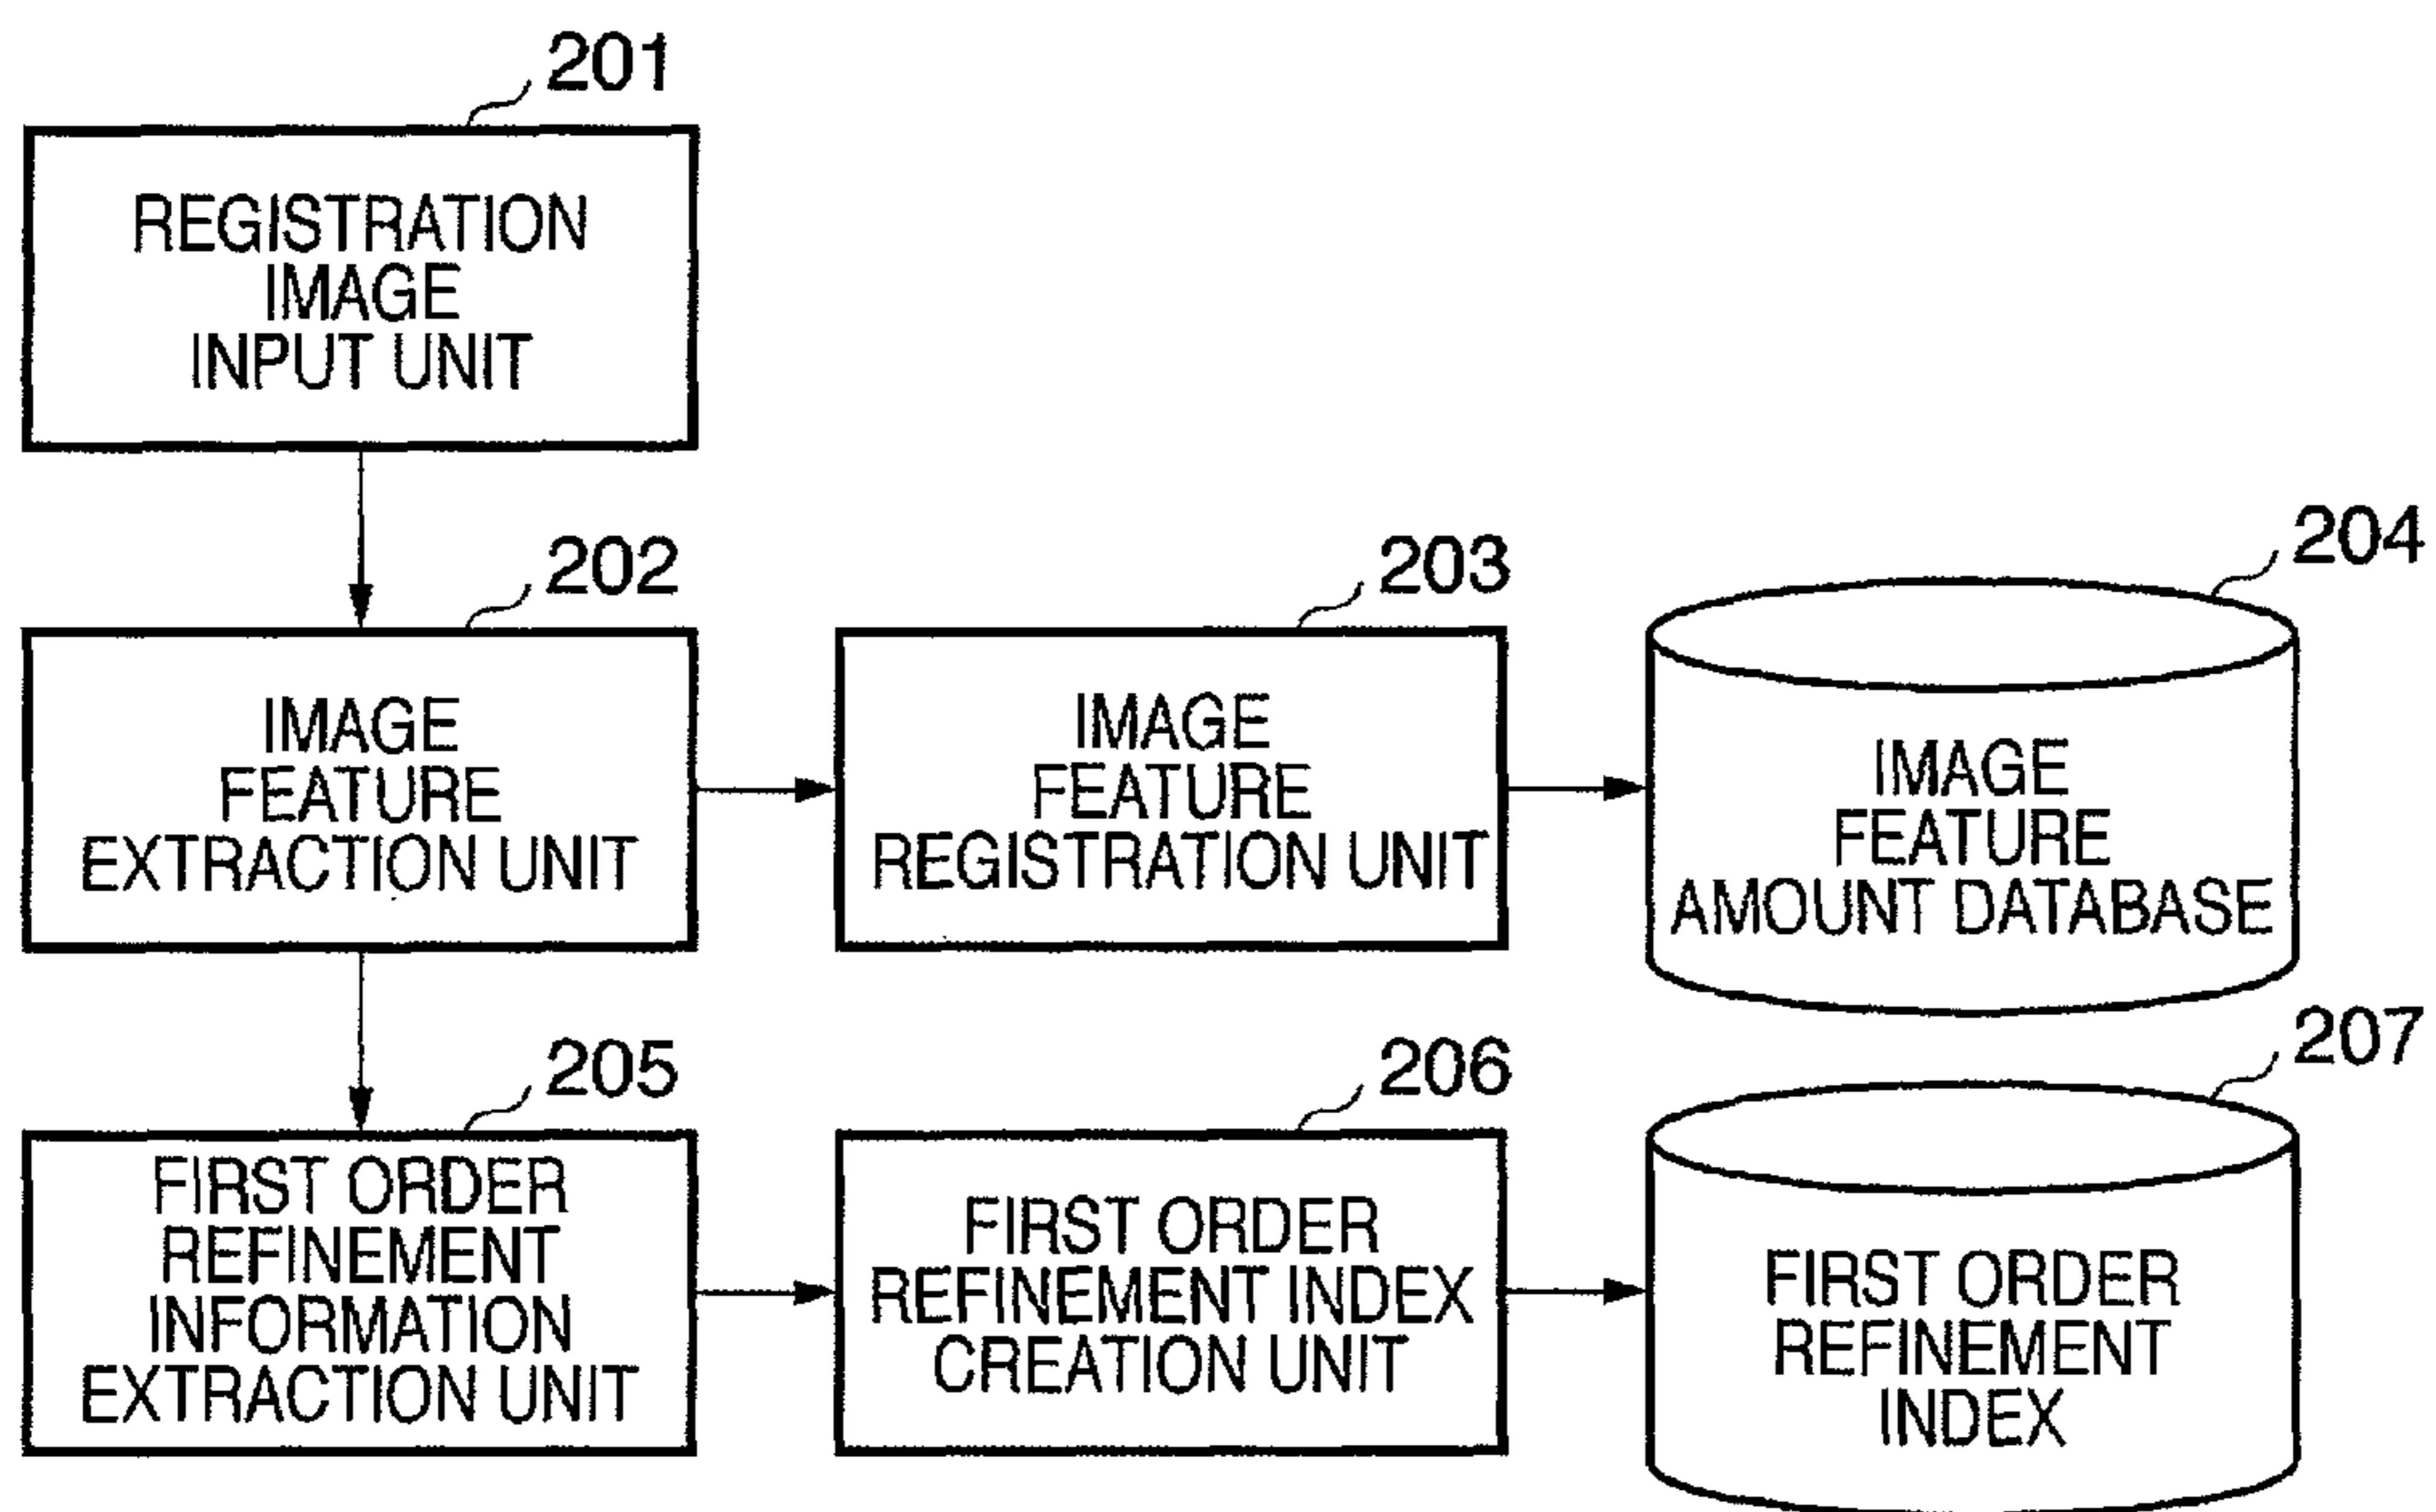 201
REGISTRATION
IMAGE
INPUT UNIT
202
IMAGE
FEATURE
EXTRACTION UNIT
203
IMAGE
FEATURE
REGISTRATION UNIT
204
IMAGE
FEATURE
AMOUNT DATABASE
205
FIRST ORDER
REFINEMENT
INFORMATION
EXTRACTION UNIT
206
FIRST ORDER
REFINEMENT INDEX
CREATION UNIT
207
FIRST ORDER
REFINEMENT
INDEX